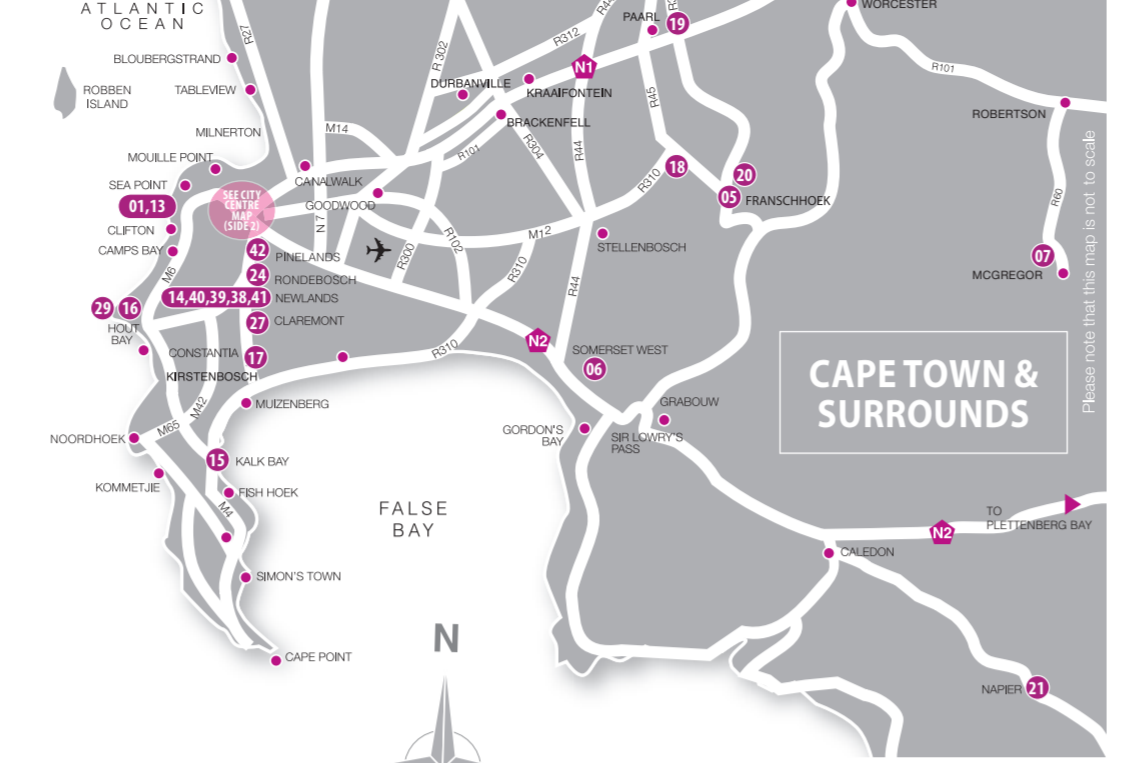 ATLANTIC
OCEAN
R27
BLOUBERGSTRAND
ROBBEN
ISLAND
TABLEVIEW
MILNERTON
MOUILLE POINT
SEA POINT
01,13
CLIFTON
CAMPS BAY
M6
SEE CITY
CENTRE
MAP
(SIDE 2)
CANALWALK
GOODWOOD
N7
M14
R302
DURBANVILLE
KRAAIFONTEIN
BRACKENFELL
R312
N1
R101
R304
R44
PAARL
19
R45
WORCESTER
R101
ROBERTSON
R60
07
MCGREGOR
18
R310
20
05
FRANSCHHOEK
M12
STELLENBOSCH
R102
R300
R310
R44
42
PINELANDS
24
RONDEBOSCH
14,40,39,38,41
NEWLANDS
27
CLAREMONT
29
16
HOUT
BAY
CONSTANTIA
17
KIRSTENBOSCH
R310
N2
SOMERSET WEST
06
MUIZENBERG
M42
M65
NOORDHOEK
KOMMETJIE
15
KALK BAY
FISH HOEK
M4
SIMON'S TOWN
CAPE POINT
FALSE
BAY
N
GORDON'S
BAY
SIR LOWRY'S
PASS
GRABOUW
CAPE TOWN &
SURROUNDS
Please note that this map is not to scale
TO
PLETTENBERG BAY
N2
CALEDON
NAPIER
21